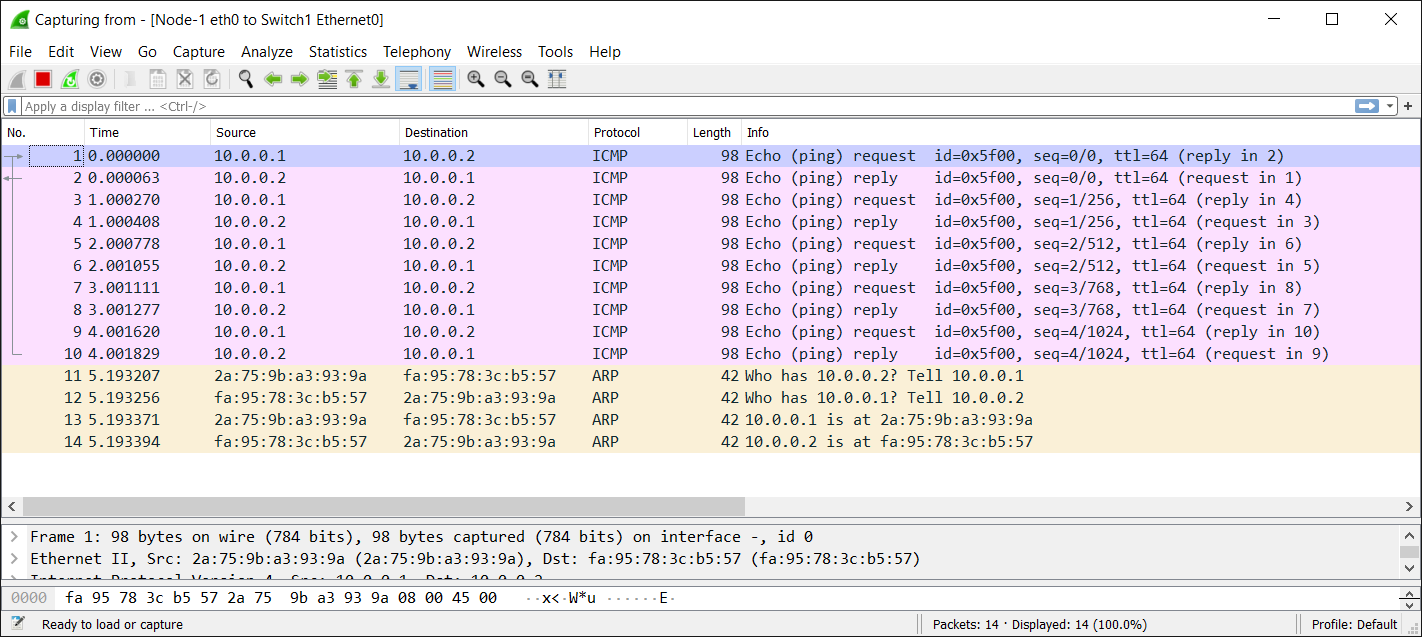 Capturing from - [Node-1 eth0 to Switch1 Ethernet0]
File Edit View Go Capture Analyze Statistics Telephony Wireless Tools Help
Apply a display filter ... <Ctrl-/>
No. Time Source Destination Protocol Length Info
1 0.000000 10.0.0.1 10.0.0.2 ICMP 98 Echo (ping) request id=0x5f00, seq=0/0, ttl=64 (reply in 2)
2 0.000063 10.0.0.2 10.0.0.1 ICMP 98 Echo (ping) reply id=0x5f00, seq=0/0, ttl=64 (request in 1)
3 1.000270 10.0.0.1 10.0.0.2 ICMP 98 Echo (ping) request id=0x5f00, seq=1/256, ttl=64 (reply in 4)
4 1.000408 10.0.0.2 10.0.0.1 ICMP 98 Echo (ping) reply id=0x5f00, seq=1/256, ttl=64 (request in 3)
5 2.000778 10.0.0.1 10.0.0.2 ICMP 98 Echo (ping) request id=0x5f00, seq=2/512, ttl=64 (reply in 6)
6 2.001055 10.0.0.2 10.0.0.1 ICMP 98 Echo (ping) reply id=0x5f00, seq=2/512, ttl=64 (request in 5)
7 3.001111 10.0.0.1 10.0.0.2 ICMP 98 Echo (ping) request id=0x5f00, seq=3/768, ttl=64 (reply in 8)
8 3.001277 10.0.0.2 10.0.0.1 ICMP 98 Echo (ping) reply id=0x5f00, seq=3/768, ttl=64 (request in 7)
9 4.001620 10.0.0.1 10.0.0.2 ICMP 98 Echo (ping) request id=0x5f00, seq=4/1024, ttl=64 (reply in 10)
10 4.001829 10.0.0.2 10.0.0.1 ICMP 98 Echo (ping) reply id=0x5f00, seq=4/1024, ttl=64 (request in 9)
11 5.193207 2a:75:9b:a3:93:9a fa:95:78:3c:b5:57 ARP 42 Who has 10.0.0.2? Tell 10.0.0.1
12 5.193256 fa:95:78:3c:b5:57 2a:75:9b:a3:93:9a ARP 42 Who has 10.0.0.1? Tell 10.0.0.2
13 5.193371 2a:75:9b:a3:93:9a fa:95:78:3c:b5:57 ARP 42 10.0.0.1 is at 2a:75:9b:a3:93:9a
14 5.193394 fa:95:78:3c:b5:57 2a:75:9b:a3:93:9a ARP 42 10.0.0.2 is at fa:95:78:3c:b5:57
Frame 1: 98 bytes on wire (784 bits), 98 bytes captured (784 bits) on interface -, id 0
Ethernet II, Src: 2a:75:9b:a3:93:9a (2a:75:9b:a3:93:9a), Dst: fa:95:78:3c:b5:57 (fa:95:78:3c:b5:57)
Internet Protocol Version 4, Src: 10.0.0.1, Dst: 10.0.0.2
0000 fa 95 78 3c b5 57 2a 75 9b a3 93 9a 08 00 45 00 ··x<·W*u ······E·
Ready to load or capture Packets: 14 · Displayed: 14 (100.0%) Profile: Default